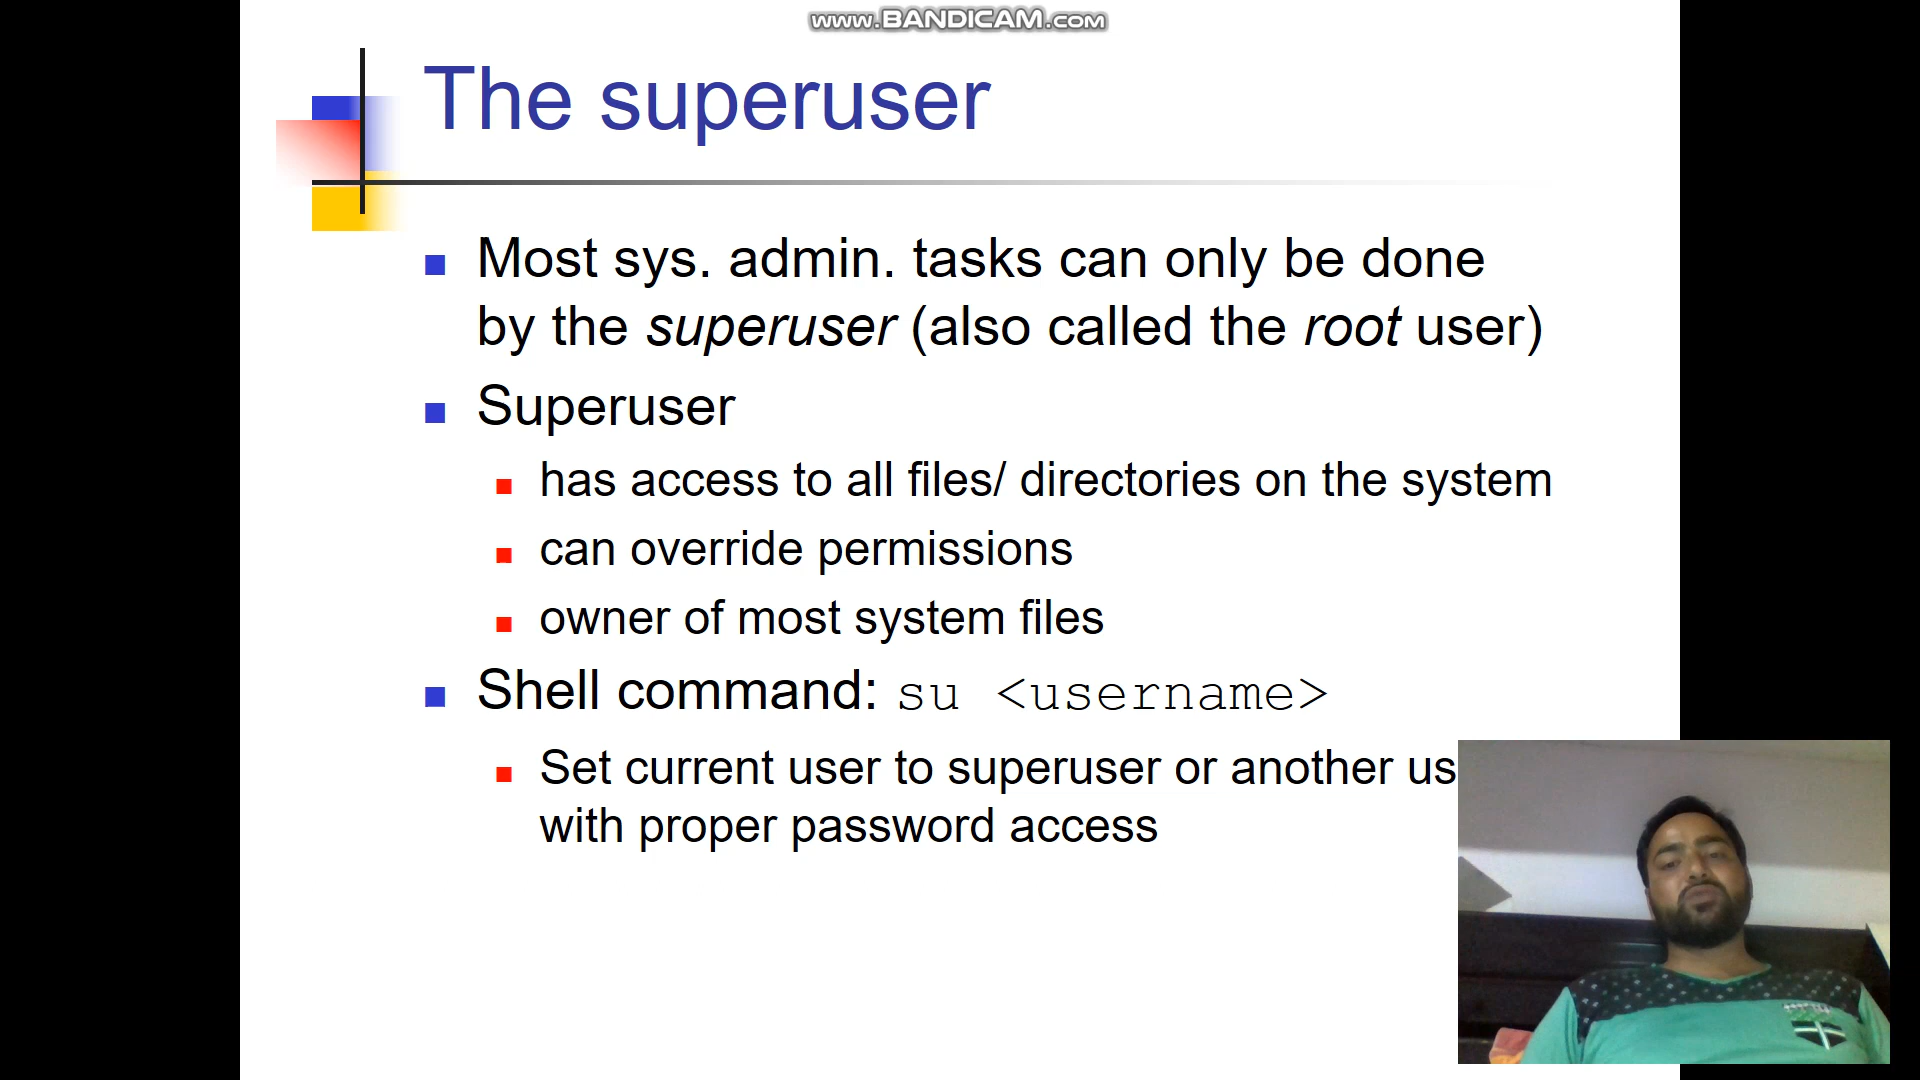 www.BANDICAM.com
The superuser
Most sys. admin. tasks can only be done
by the superuser (also called the root user)
Superuser
has access to all files/ directories on the system
can override permissions
owner of most system files
Shell command: su <username>
Set current user to superuser or another us
with proper password access